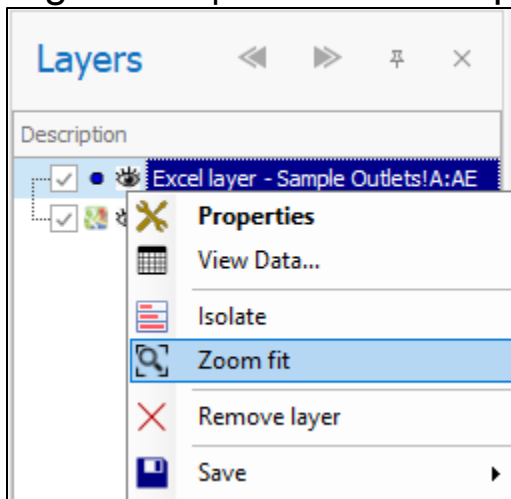 Layers
Description
Excel layer - Sample Outlets!A:AE
Properties
View Data...
Isolate
Zoom fit
Remove layer
Save